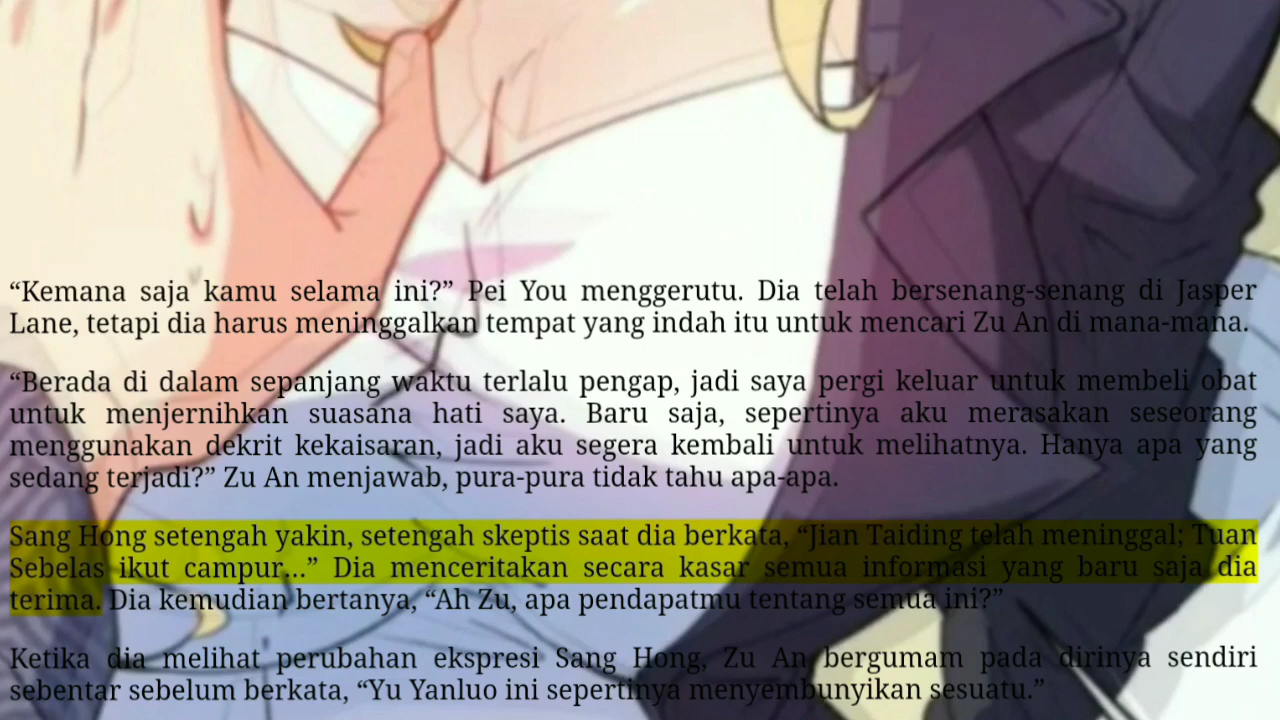 “Kemana saja kamu selama ini?” Pei You menggerutu. Dia telah bersenang-senang di Jasper
Lane, tetapi dia harus meninggalkan tempat yang indah itu untuk mencari Zu An di mana-mana.
“Berada di dalam sepanjang waktu terlalu pengap, jadi saya pergi keluar untuk membeli obat
untuk menjernihkan suasana hati saya. Baru saja, sepertinya aku merasakan seseorang
menggunakan dekrit kekaisaran, jadi aku segera kembali untuk melihatnya. Hanya apa yang
sedang terjadi?” Zu An menjawab, pura-pura tidak tahu apa-apa.
Sang Hong setengah yakin, setengah skeptis saat dia berkata, “Jian Taiding telah meninggal; Tuan
Sebelas ikut campur...” Dia menceritakan secara kasar semua informasi yang baru saja dia
terima. Dia kemudian bertanya, “Ah Zu, apa pendapatmu tentang semua ini?”
Ketika dia melihat perubahan ekspresi Sang Hong, Zu An bergumam pada dirinya sendiri
sebentar sebelum berkata, “Yu Yanluo ini sepertinya menyembunyikan sesuatu.”